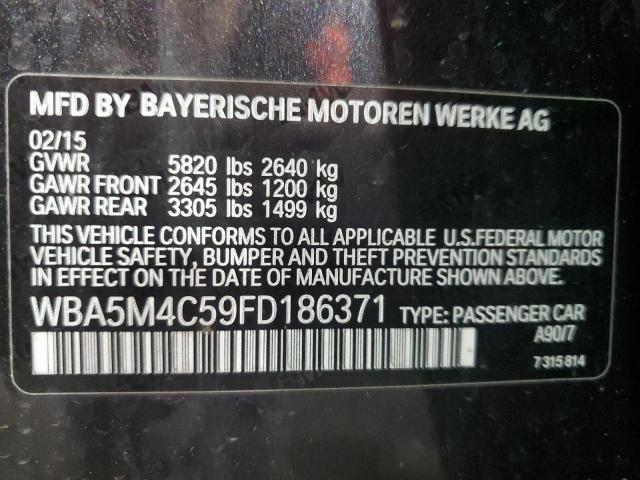 MFD BY BAYERISCHE MOTOREN WERKE AG
02/15
GVWR 5820 lbs 2640 kg
GAWR FRONT 2645 lbs 1200 kg
GAWR REAR 3305 lbs 1499 kg
THIS VEHICLE CONFORMS TO ALL APPLICABLE U.S.FEDERAL MOTOR
VEHICLE SAFETY, BUMPER AND THEFT PREVENTION STANDARDS
IN EFFECT ON THE DATE OF MANUFACTURE SHOWN ABOVE.
WBA5M4C59FD186371 TYPE: PASSENGER CAR
A90/7
7 315 814